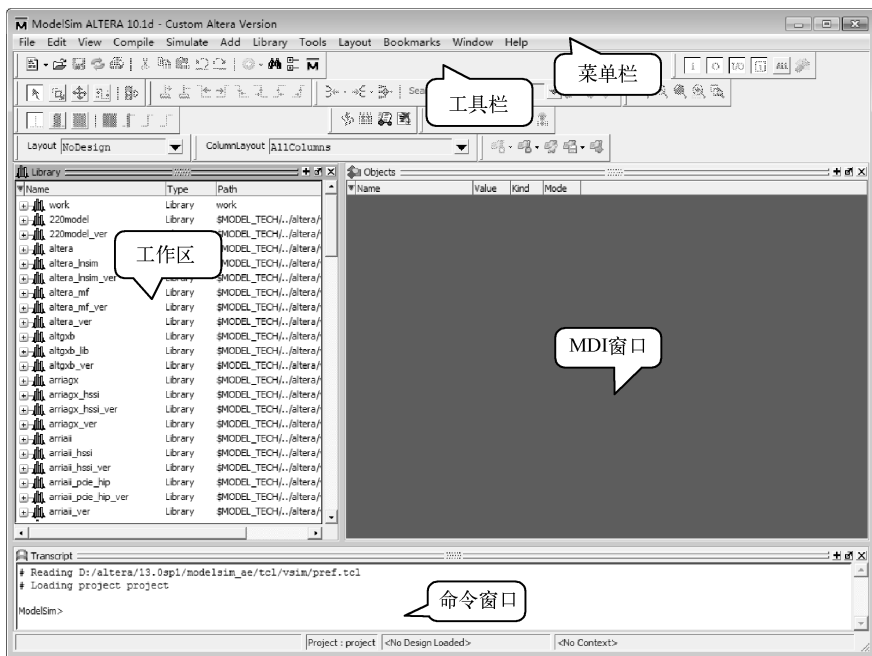 ModelSim ALTERA 10.1d - Custom Altera Version
File Edit View Compile Simulate Add Library Tools Layout Bookmarks Window Help
菜单栏
工具栏
Layout NoDesign
ColumnLayout AllColumns
Library
Name Type Path
work Library work
220model Library $MODEL_TECH/../altera/
220model_ver Library $MODEL_TECH/../altera/
altera Library $MODEL_TECH/../altera/
altera_lnsim Library $MODEL_TECH/../altera/
altera_lnsim_ver Library $MODEL_TECH/../altera/
altera_mf Library $MODEL_TECH/../altera/
altera_mf_ver Library $MODEL_TECH/../altera/
altera_ver Library $MODEL_TECH/../altera/
altgxb Library $MODEL_TECH/../altera/
altgxb_lib Library $MODEL_TECH/../altera/
altgxb_ver Library $MODEL_TECH/../altera/
arriagx Library $MODEL_TECH/../altera/
arriagx_hssi Library $MODEL_TECH/../altera/
arriagx_hssi_ver Library $MODEL_TECH/../altera/
arriagx_ver Library $MODEL_TECH/../altera/
arriaii Library $MODEL_TECH/../altera/
arriaii_hssi Library $MODEL_TECH/../altera/
arriaii_hssi_ver Library $MODEL_TECH/../altera/
arriaii_pcie_hip Library $MODEL_TECH/../altera/
arriaii_pcie_hip_ver Library $MODEL_TECH/../altera/
arriaii_ver Library $MODEL_TECH/../altera/
工作区
Objects
Name Value Kind Mode
MDI窗口
Transcript
# Reading D:/altera/13.0sp1/modelsim_ae/tcl/vsim/pref.tcl
# Loading project project
ModelSim>
命令窗口
Project : project <No Design Loaded> <No Context>